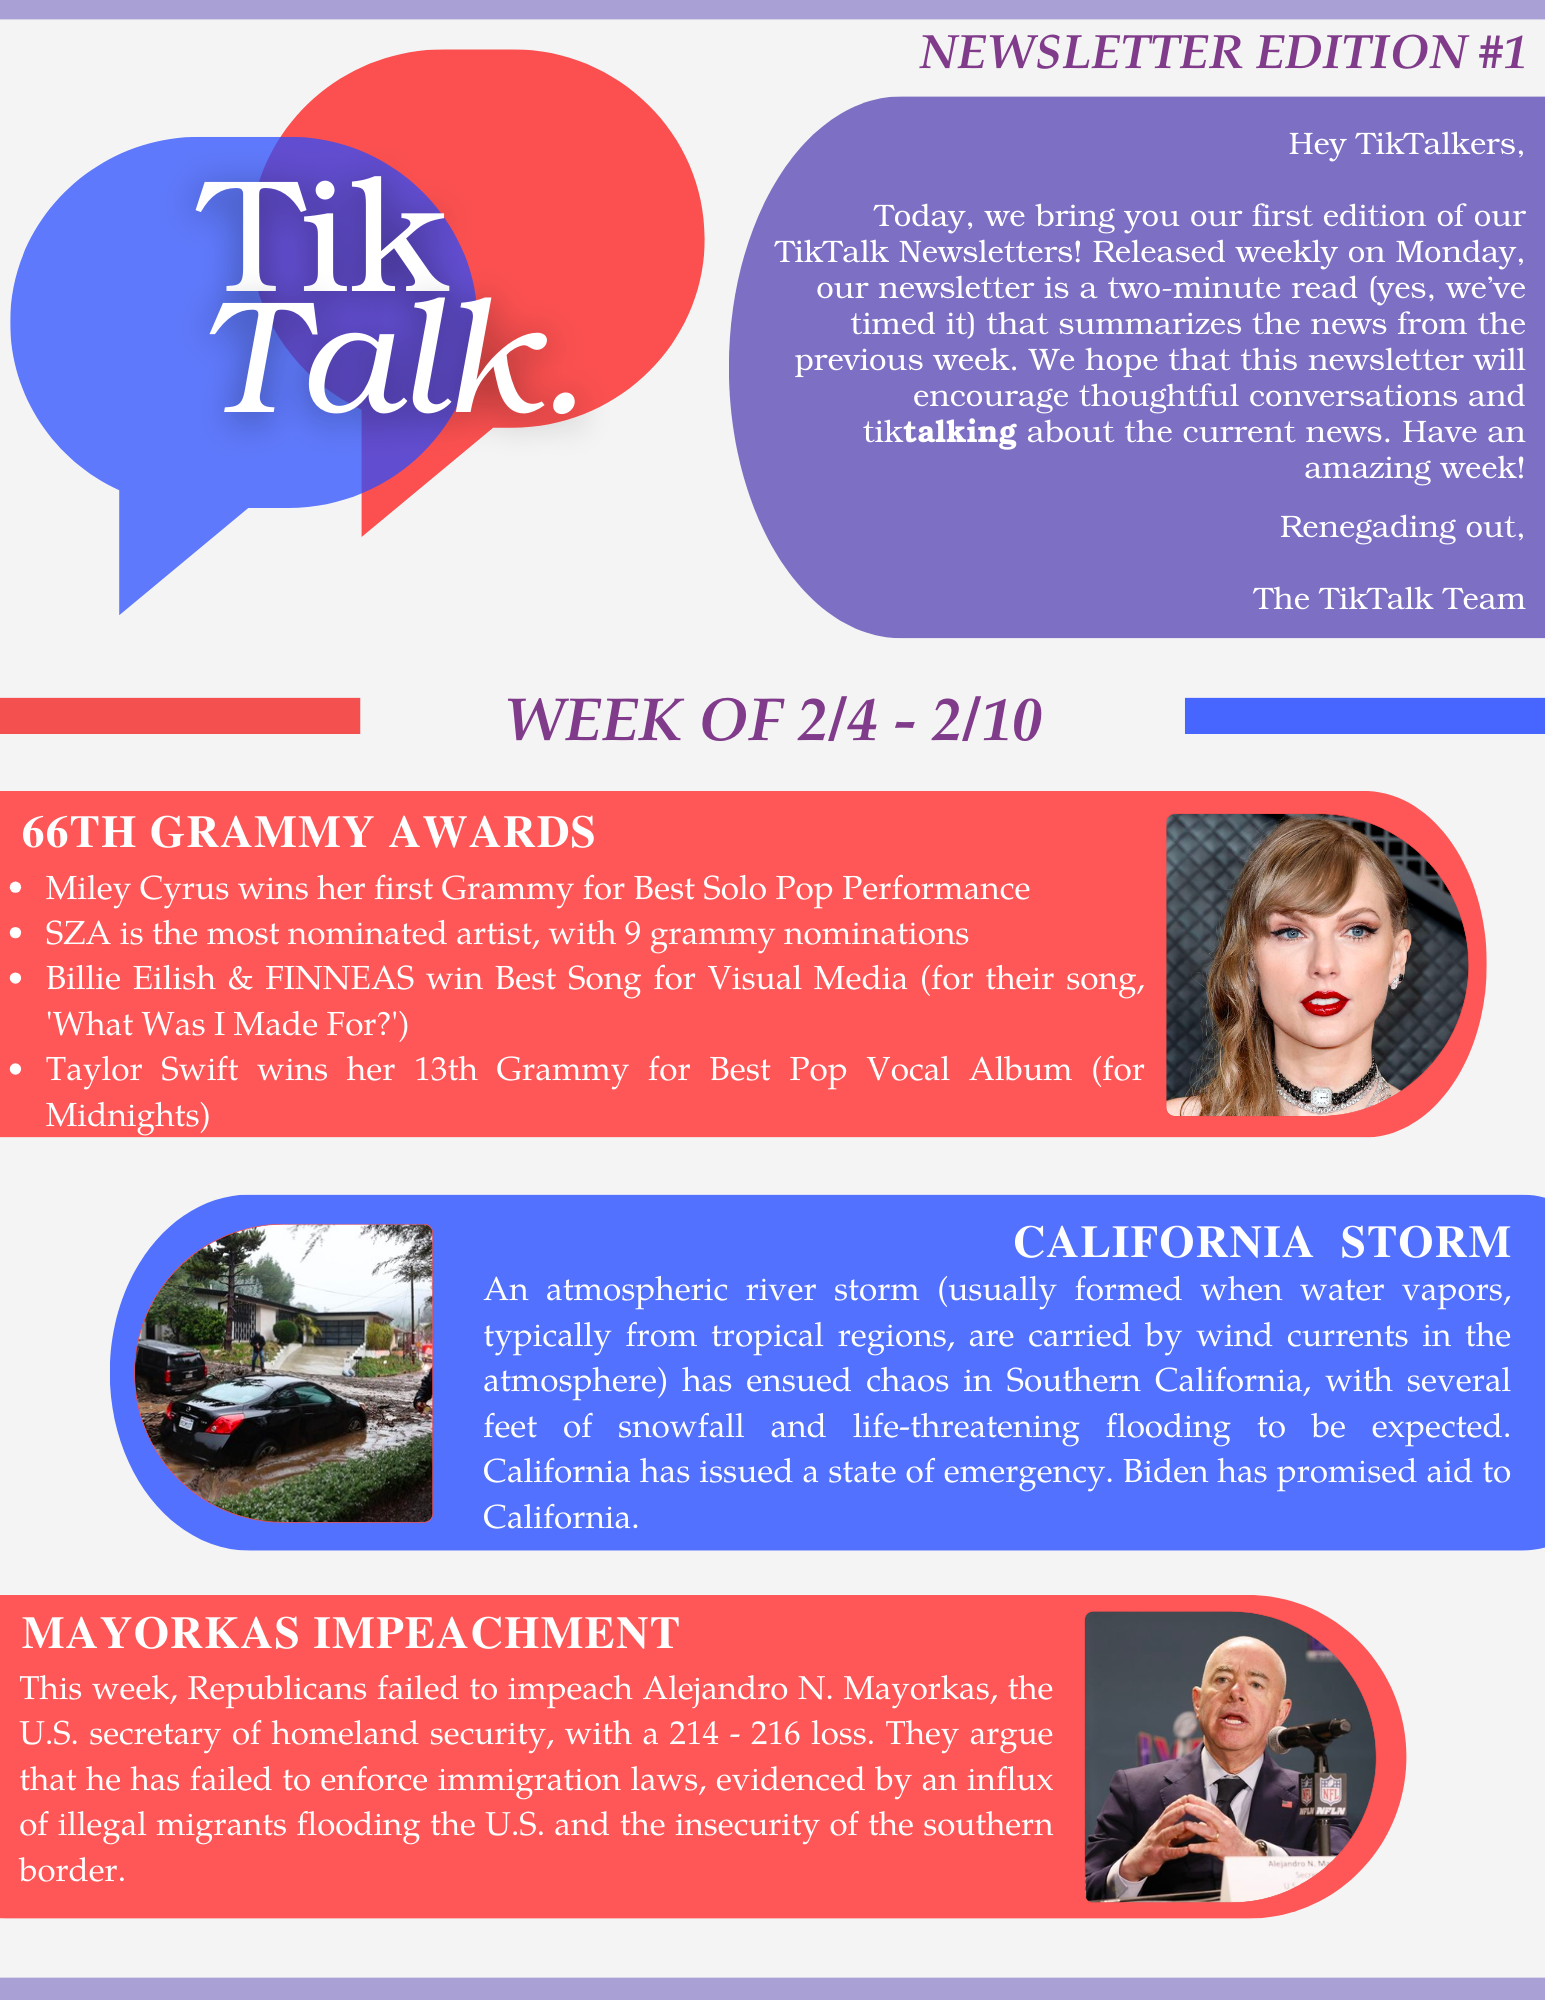 NEWSLETTER EDITION #1
Tik
Talk.
Hey TikTalkers,
Today, we bring you our first edition of our
TikTalk Newsletters! Released weekly on Monday,
our newsletter is a two-minute read (yes, we've
timed it) that summarizes the news from the
previous week. We hope that this newsletter will
encourage thoughtful conversations and
tiktalking about the current news. Have an
amazing week!
Renegading out,
The TikTalk Team
WEEK OF 2/4 - 2/10
66TH GRAMMY AWARDS
• Miley Cyrus wins her first Grammy for Best Solo Pop Performance
• SZA is the most nominated artist, with 9 grammy nominations
• Billie Eilish & FINNEAS win Best Song for Visual Media (for their song,
'What Was I Made For?')
• Taylor Swift wins her 13th Grammy for Best Pop Vocal Album (for
Midnights)
CALIFORNIA STORM
An atmospheric river storm (usually formed when water vapors,
typically from tropical regions, are carried by wind currents in the
atmosphere) has ensued chaos in Southern California, with several
feet of snowfall and life-threatening flooding to be expected.
California has issued a state of emergency. Biden has promised aid to
California.
MAYORKAS IMPEACHMENT
This week, Republicans failed to impeach Alejandro N. Mayorkas, the
U.S. secretary of homeland security, with a 214 - 216 loss. They argue
that he has failed to enforce immigration laws, evidenced by an influx
of illegal migrants flooding the U.S. and the insecurity of the southern
border.
NFL
Alejandro N.